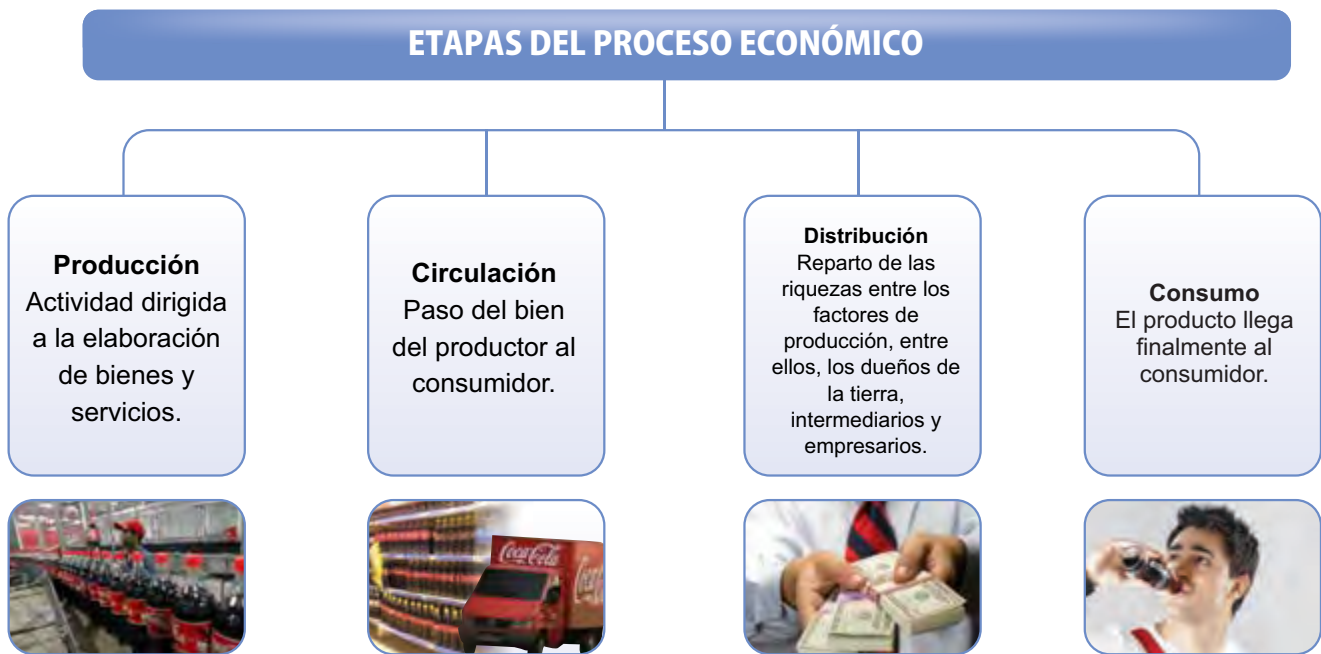 ETAPAS DEL PROCESO ECONÓMICO
Producción
Actividad dirigida
a la elaboración
de bienes y
servicios.
Circulación
Paso del bien
del productor al
consumidor.
Distribución
Reparto de las
riquezas entre los
factores de
producción, entre
ellos, los dueños de
la tierra,
intermediarios y
empresarios.
Consumo
El producto llega
finalmente al
consumidor.
Coca-Cola